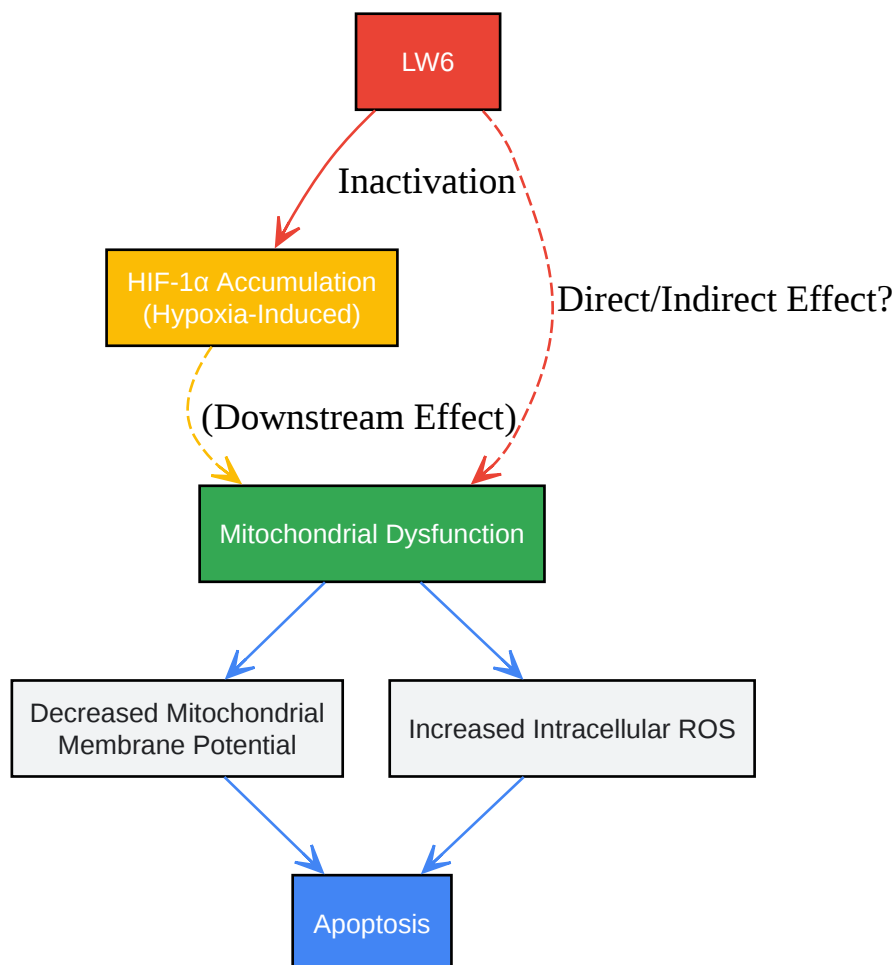 LW6
Inactivation
HIF-1α Accumulation
(Hypoxia-Induced)
Direct/Indirect Effect?
(Downstream Effect)
Mitochondrial Dysfunction
Decreased Mitochondrial
Membrane Potential
Increased Intracellular ROS
Apoptosis